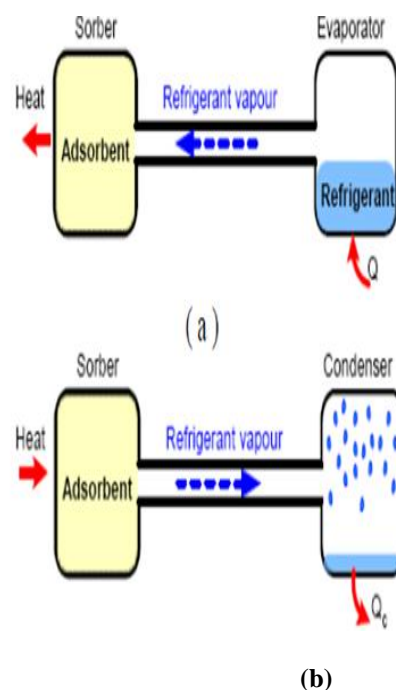 Sorber Evaporator
Heat Refrigerant vapour
Adsorbent
Refrigerant
Q
(a)
Sorber Condenser
Heat Refrigerant vapour
Adsorbent
Qc
(b)